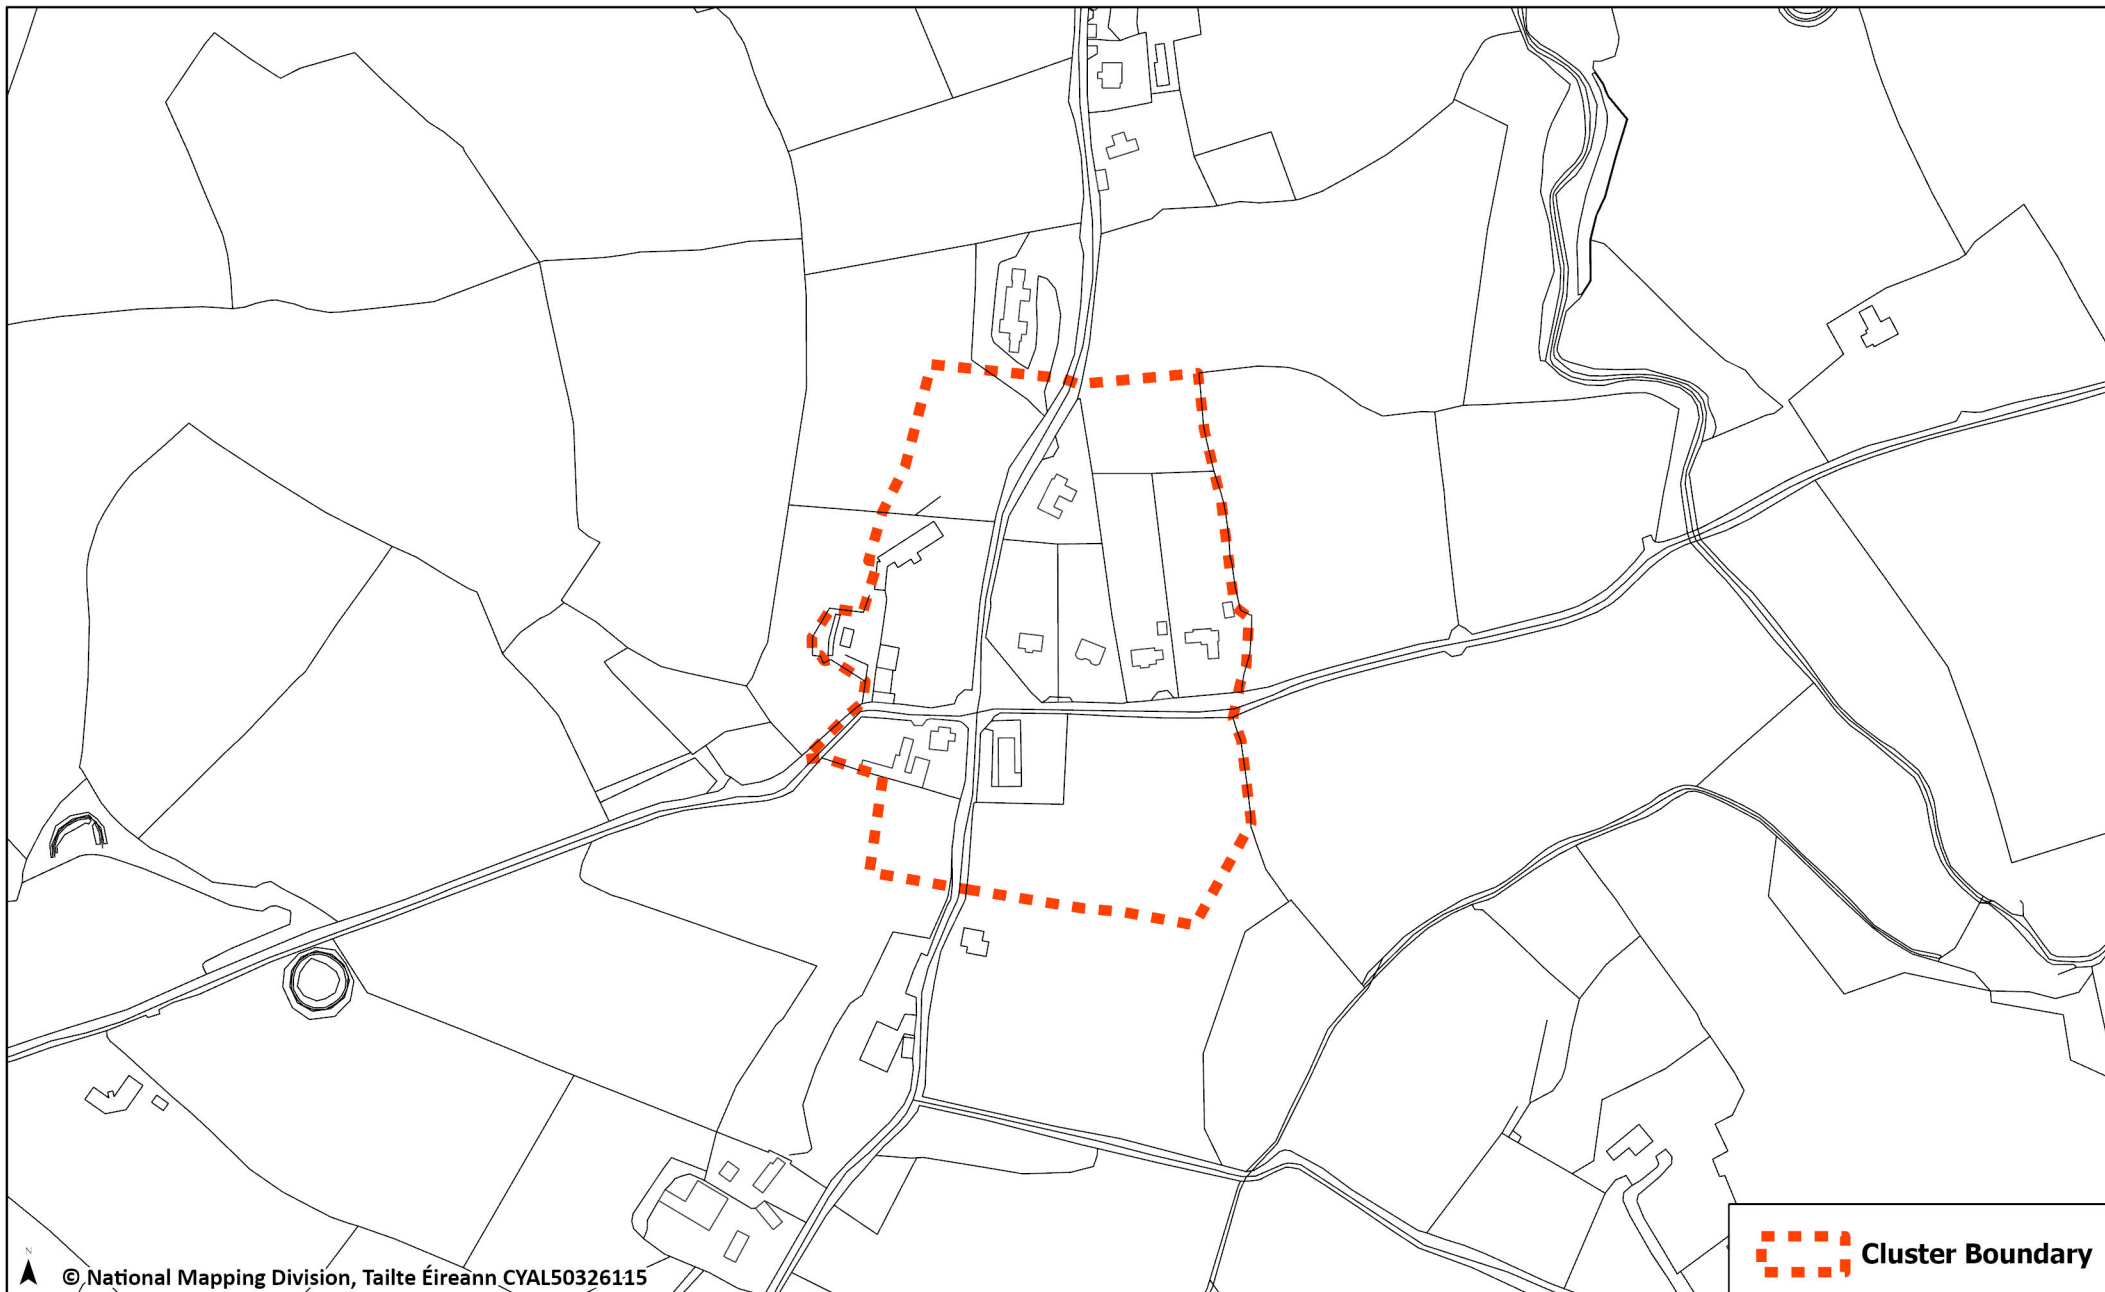 N
© National Mapping Division, Tailte Éireann CYAL50326115
Cluster Boundary